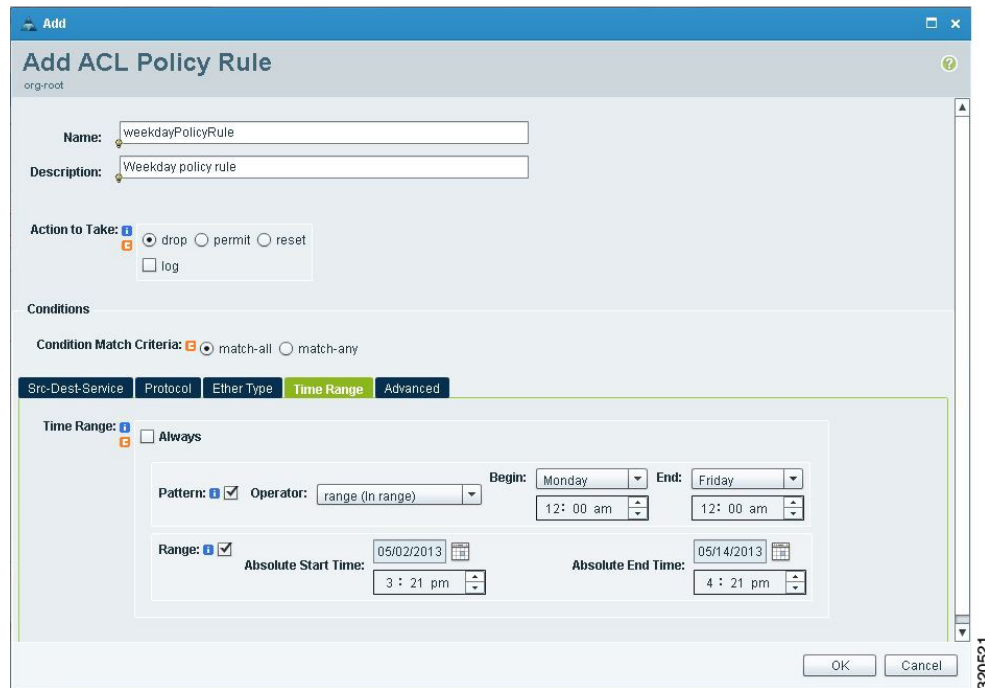 Add
Add ACL Policy Rule
org-root
Name: weekdayPolicyRule
Description: Weekday policy rule
Action to Take: drop permit reset
log
Conditions
Condition Match Criteria: match-all match-any
Src-Dest-Service Protocol Ether Type Time Range Advanced
Time Range: Always
Pattern: Operator: range (In range) Begin: Monday End: Friday
12: 00 am 12: 00 am
Range: Absolute Start Time: 05/02/2013 Absolute End Time: 05/14/2013
3 : 21 pm 4 : 21 pm
OK Cancel
320521